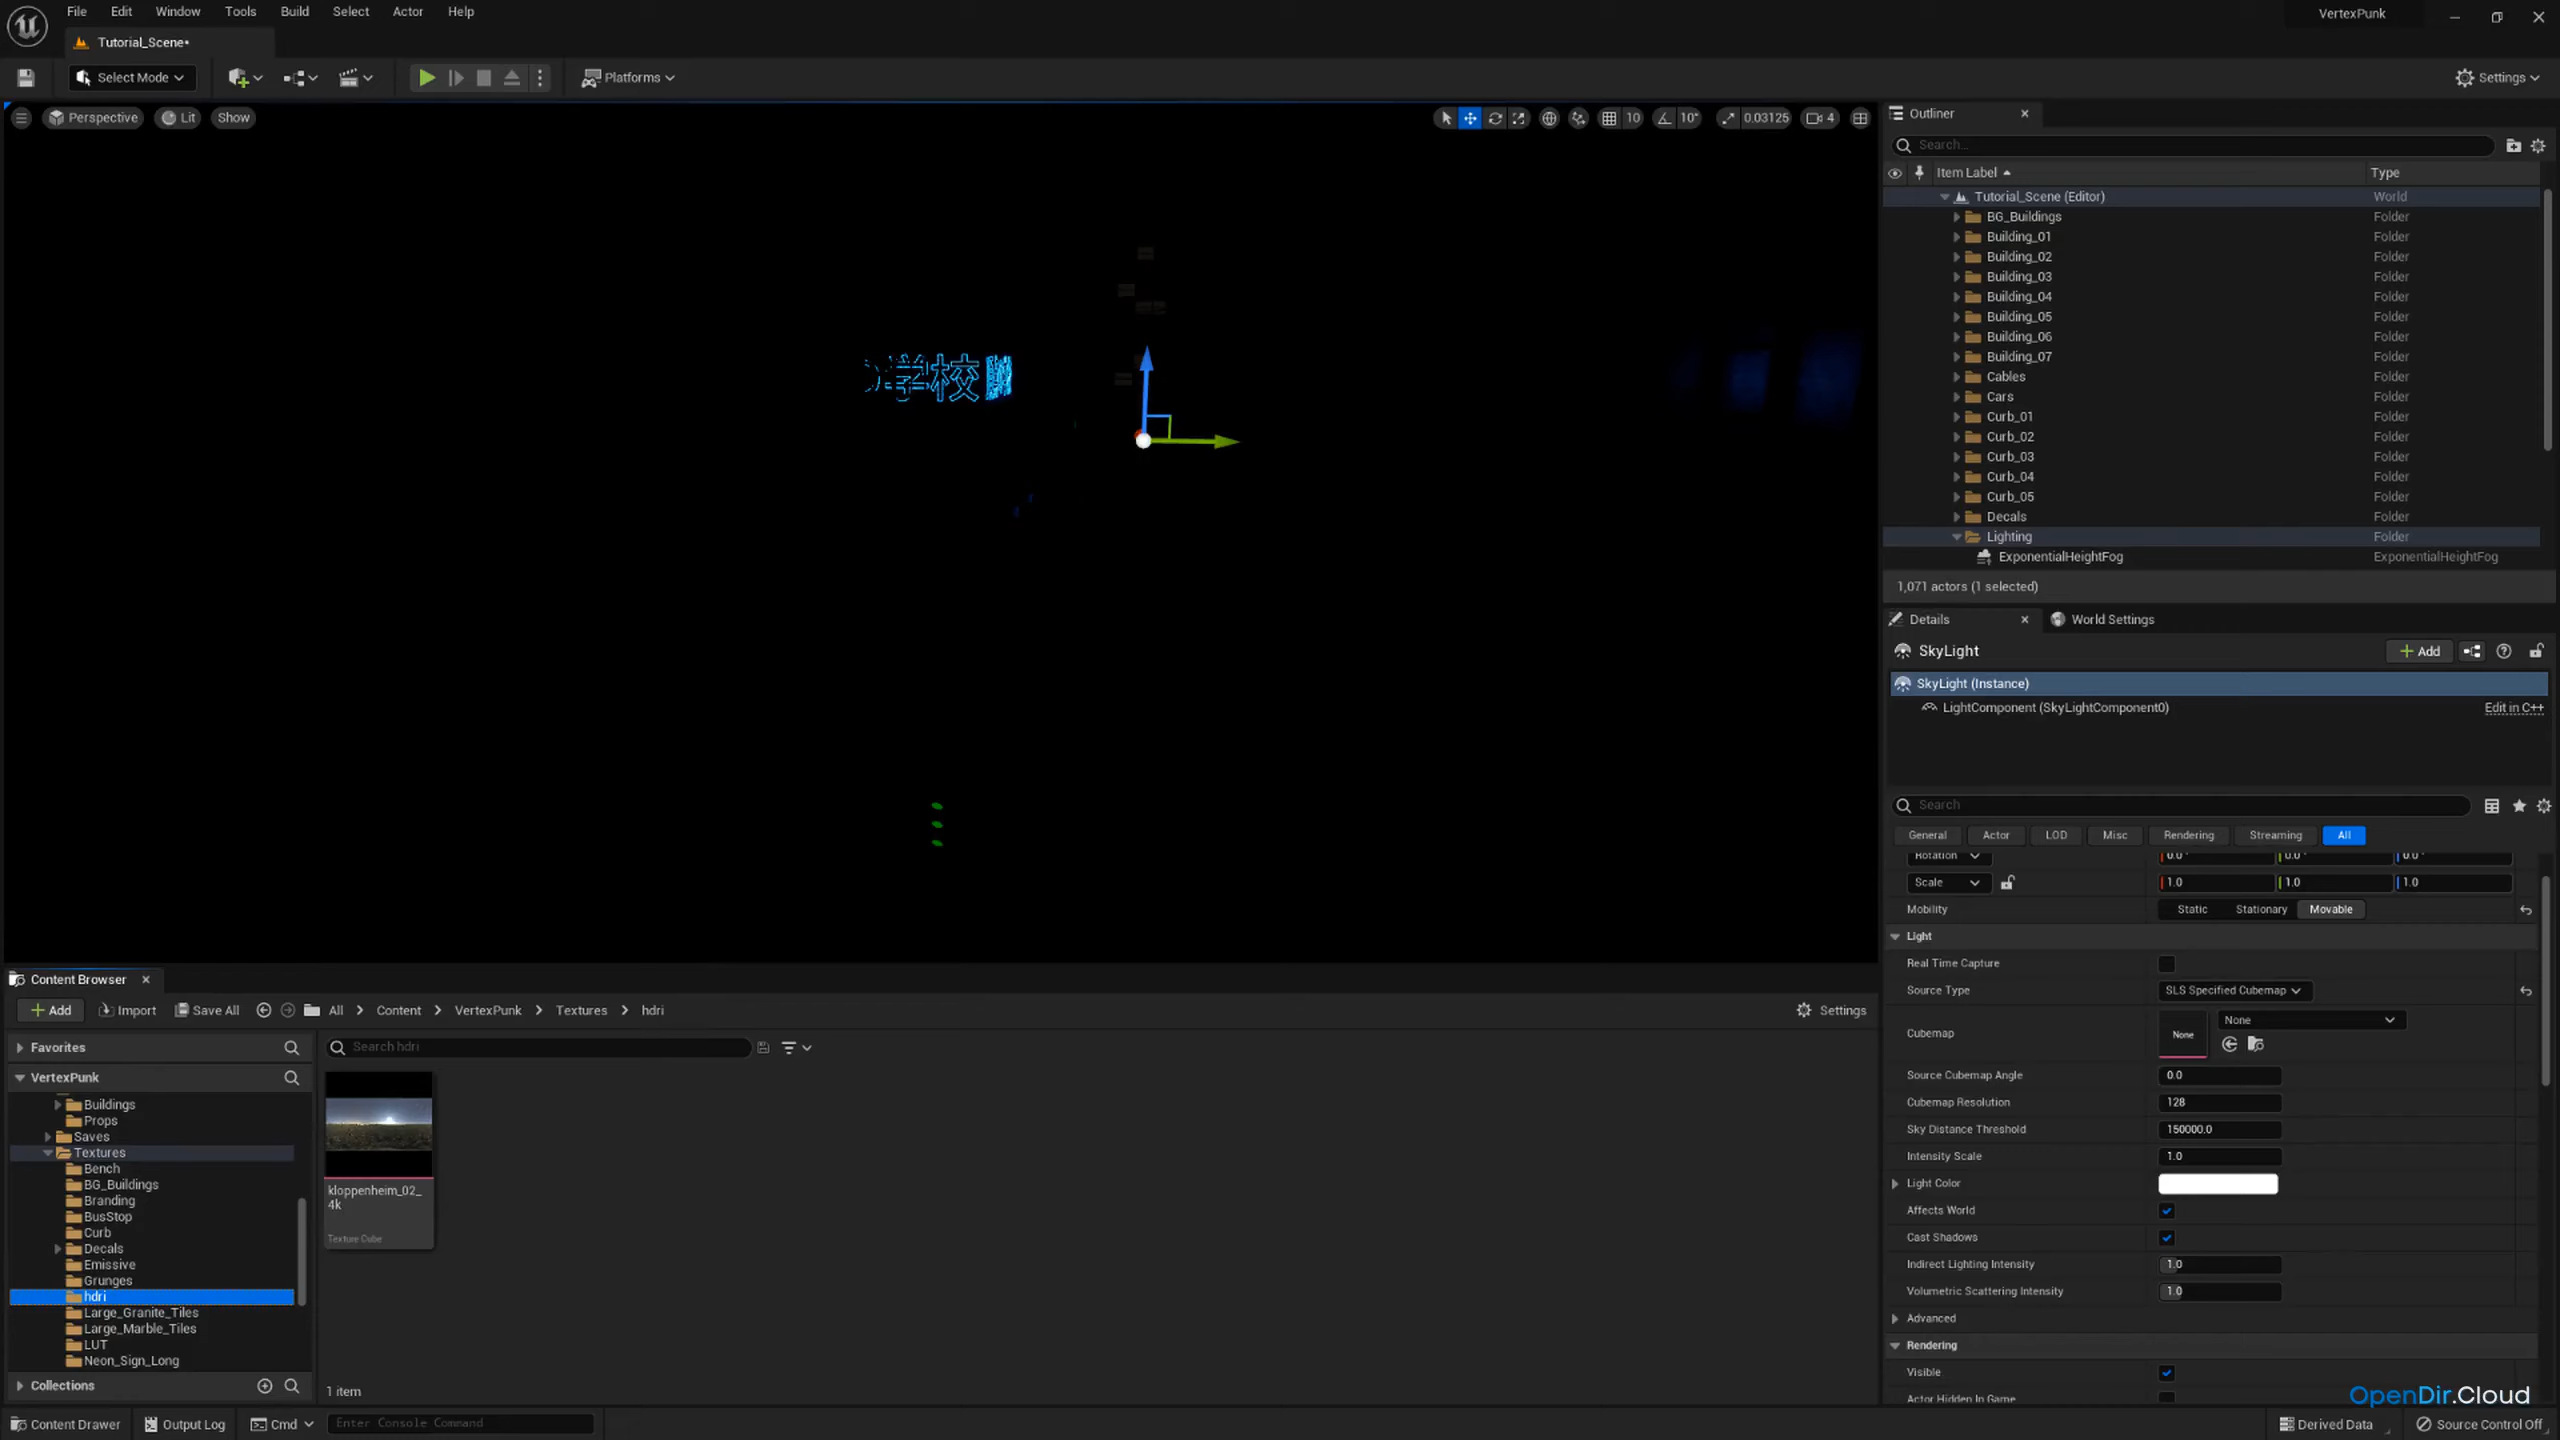 File Edit Window Tools Build Select Actor Help
VertexPunk
Tutorial_Scene*
Select Mode
Platforms
Settings
Perspective Lit Show
10 10° 0.03125 4
学校
Outliner
Search...
Item Label Type
Tutorial_Scene (Editor) World
BG_Buildings Folder
Building_01 Folder
Building_02 Folder
Building_03 Folder
Building_04 Folder
Building_05 Folder
Building_06 Folder
Building_07 Folder
Cables Folder
Cars Folder
Curb_01 Folder
Curb_02 Folder
Curb_03 Folder
Curb_04 Folder
Curb_05 Folder
Decals Folder
Lighting Folder
ExponentialHeightFog ExponentialHeightFog
1,071 actors (1 selected)
Details World Settings
SkyLight Add
SkyLight (Instance)
LightComponent (SkyLightComponent0) Edit in C++
Search
General Actor LOD Misc Rendering Streaming All
Rotation 0.0° 0.0° 0.0°
Scale 1.0 1.0 1.0
Mobility Static Stationary Movable
Light
Real Time Capture
Source Type SLS Specified Cubemap
Cubemap None None
Source Cubemap Angle 0.0
Cubemap Resolution 128
Sky Distance Threshold 150000.0
Intensity Scale 1.0
Light Color
Affects World
Cast Shadows
Indirect Lighting Intensity 1.0
Volumetric Scattering Intensity 1.0
Advanced
Rendering
Visible
Actor Hidden In Game
Content Browser
Add Import Save All All > Content > VertexPunk > Textures > hdri Settings
Favorites
VertexPunk
Buildings
Props
Saves
Textures
Bench
BG_Buildings
Branding
BusStop
Curb
Decals
Emissive
Grunges
hdri
Large_Granite_Tiles
Large_Marble_Tiles
LUT
Neon_Sign_Long
Collections
Search hdri
kloppenheim_02_
4k
Texture Cube
1 item
OpenDir.Cloud
Content Drawer Output Log Cmd Enter Console Command Derived Data Source Control Off